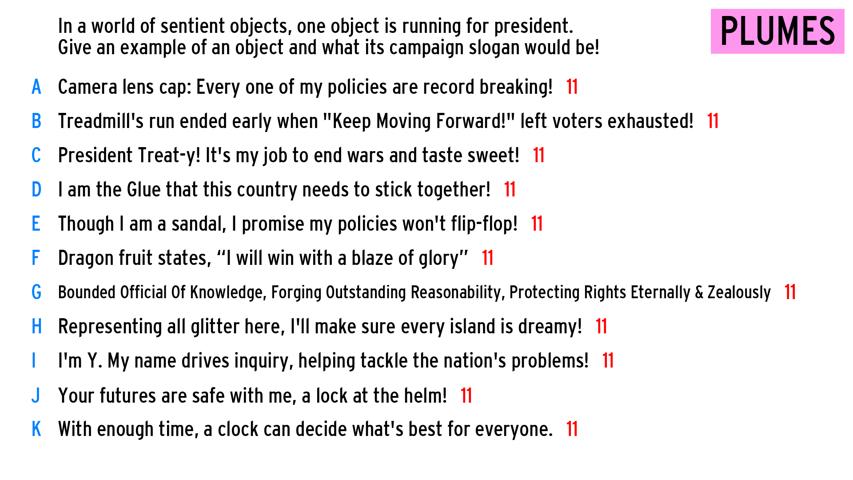 In a world of sentient objects, one object is running for president.
Give an example of an object and what its campaign slogan would be!
PLUMES
A Camera lens cap: Every one of my policies are record breaking! 11
B Treadmill's run ended early when "Keep Moving Forward!" left voters exhausted! 11
C President Treat-y! It's my job to end wars and taste sweet! 11
D I am the Glue that this country needs to stick together! 11
E Though I am a sandal, I promise my policies won't flip-flop! 11
F Dragon fruit states, “I will win with a blaze of glory” 11
G Bounded Official Of Knowledge, Forging Outstanding Reasonability, Protecting Rights Eternally & Zealously 11
H Representing all glitter here, I'll make sure every island is dreamy! 11
I I'm Y. My name drives inquiry, helping tackle the nation's problems! 11
J Your futures are safe with me, a lock at the helm! 11
K With enough time, a clock can decide what's best for everyone. 11